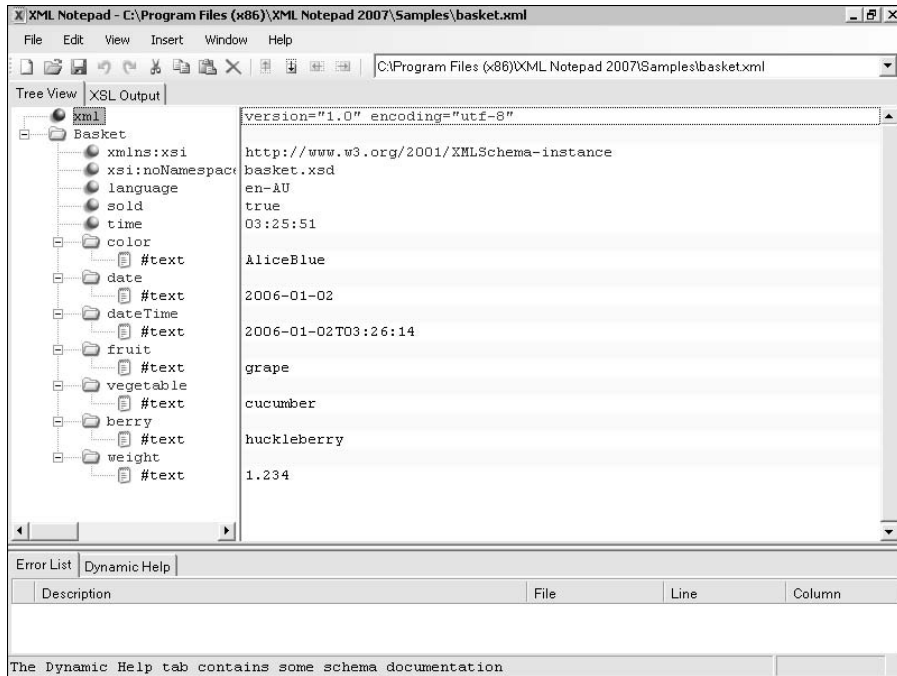 XML Notepad - C:\Program Files (x86)\XML Notepad 2007\Samples\basket.xml
File Edit View Insert Window Help
C:\Program Files (x86)\XML Notepad 2007\Samples\basket.xml
Tree View XSL Output
xml version="1.0" encoding="utf-8"
Basket
xmlns:xsi http://www.w3.org/2001/XMLSchema-instance
xsi:noNamespace basket.xsd
language en-AU
sold true
time 03:25:51
color
#text AliceBlue
date
#text 2006-01-02
dateTime
#text 2006-01-02T03:26:14
fruit
#text grape
vegetable
#text cucumber
berry
#text huckleberry
weight
#text 1.234
Error List Dynamic Help
Description File Line Column
The Dynamic Help tab contains some schema documentation